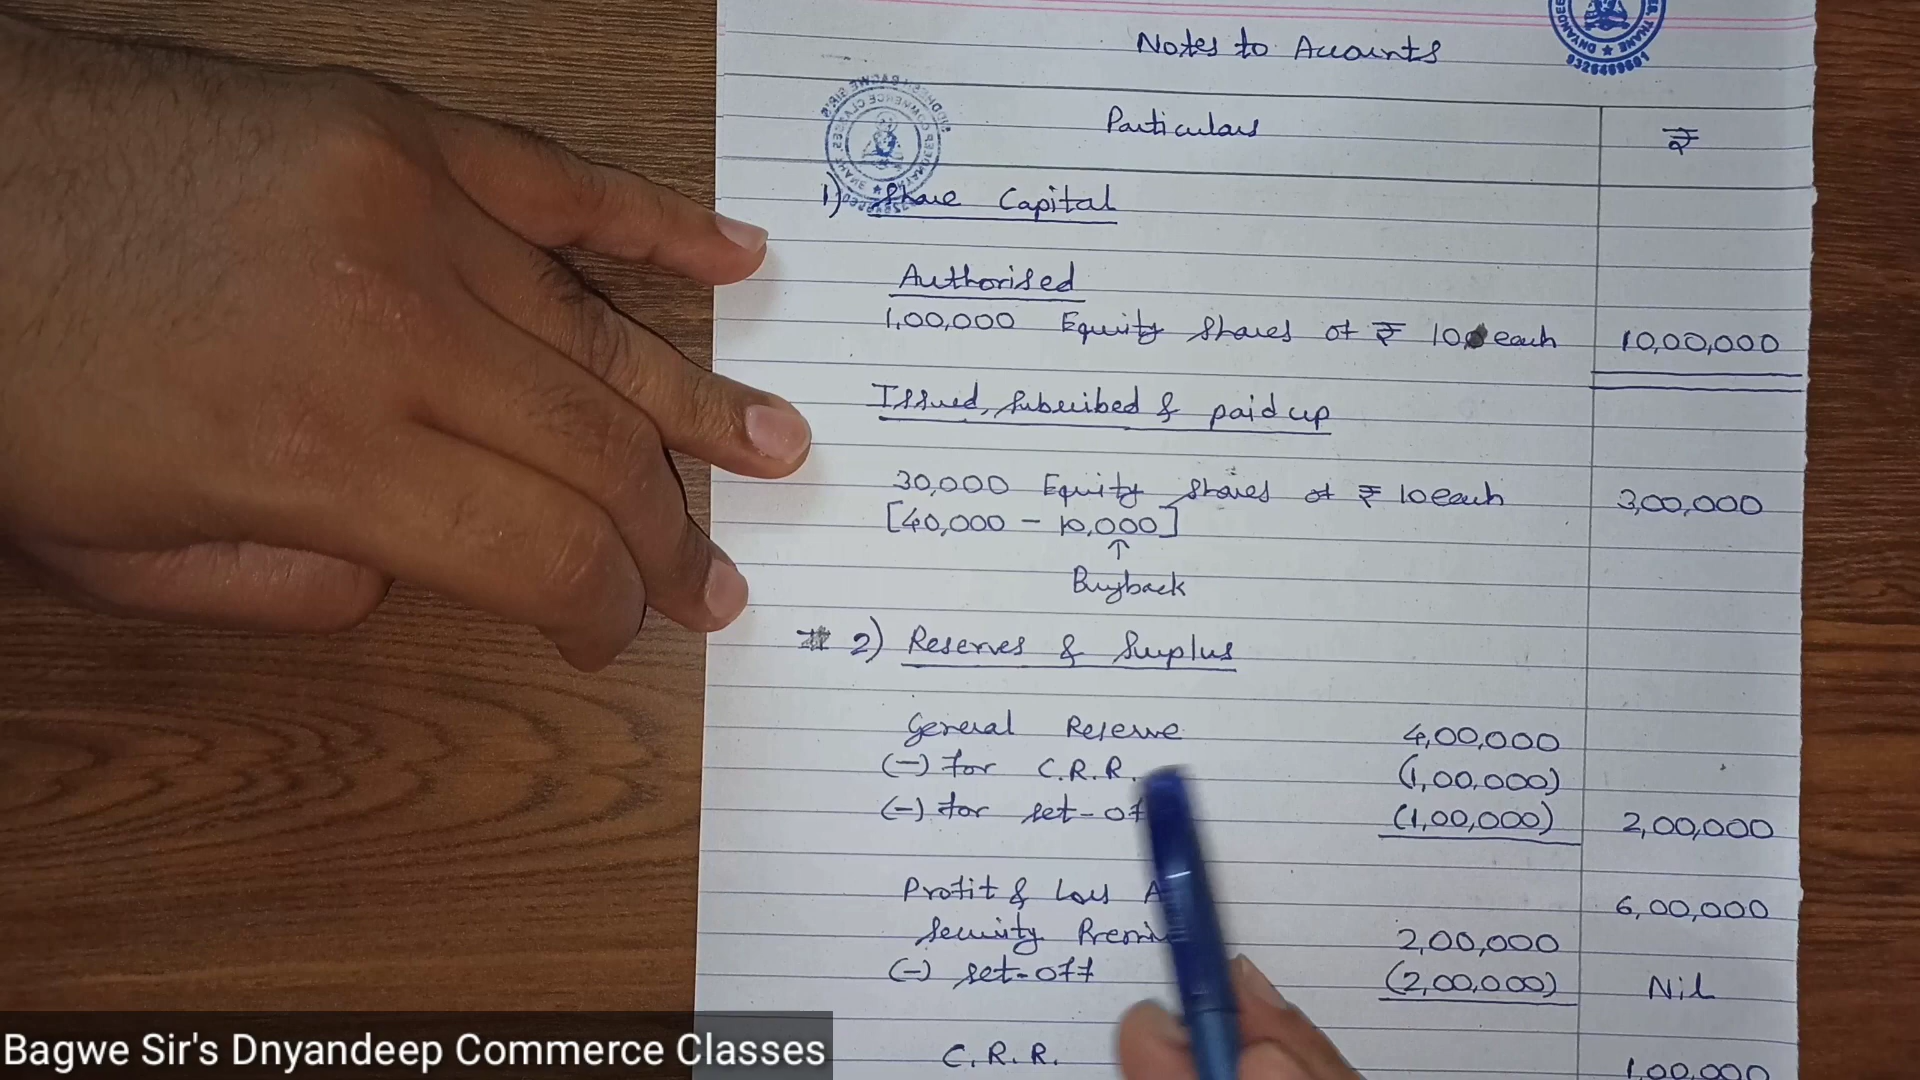 Notes to Accounts
9326469691
Particulars
₹
1) Share Capital
Authorised
1,00,000 Equity Shares of ₹ 10 each 10,00,000
Issued, Subscribed & paid up
30,000 Equity Shares of ₹ 10 each 3,00,000
[40,000 - 10,000]
↑
Buyback
2) Reserves & Surplus
General Reserve 4,00,000
(-) for C.R.R. (1,00,000)
(-) for set-off (1,00,000) 2,00,000
Profit & Loss A 6,00,000
Security Premi 2,00,000
(-) set-off (2,00,000) Nil
C.R.R. 1,00,000
Bagwe Sir's Dnyandeep Commerce Classes